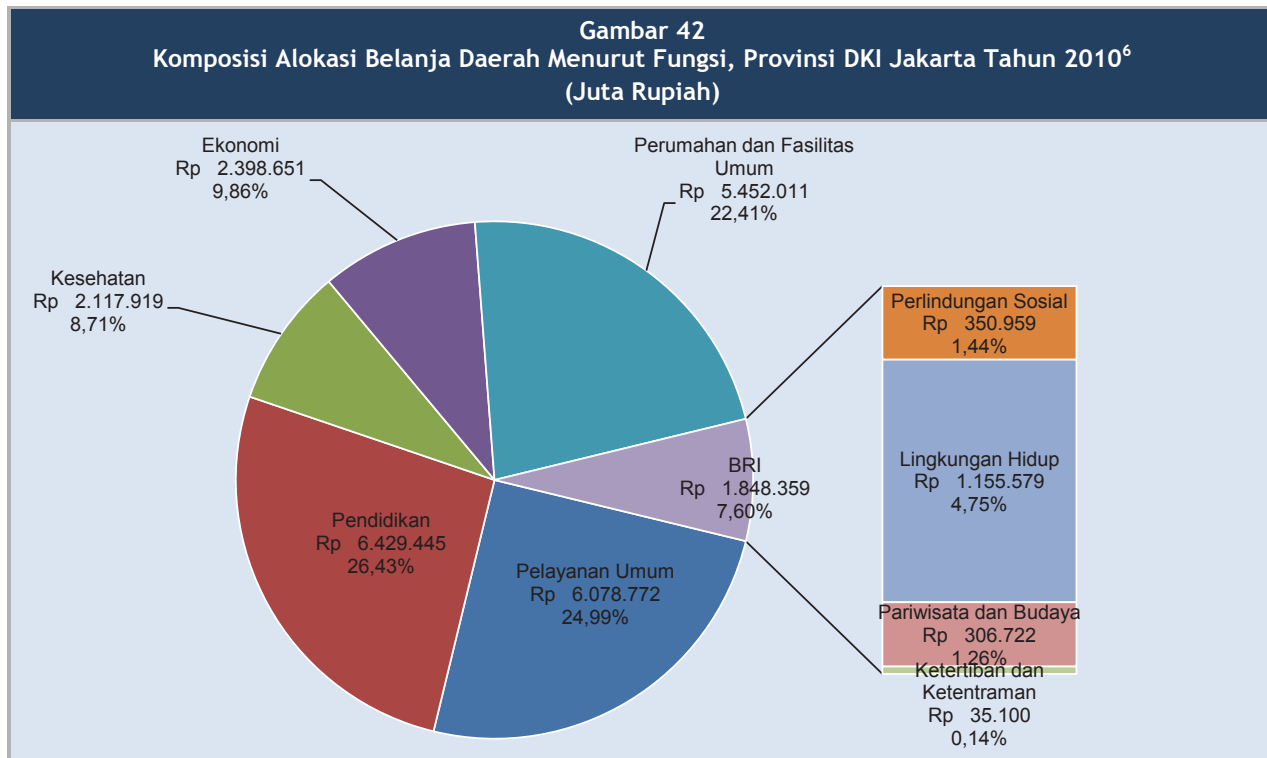 Gambar 42
Komposisi Alokasi Belanja Daerah Menurut Fungsi, Provinsi DKI Jakarta Tahun 2010⁶
(Juta Rupiah)
Ekonomi
Rp 2.398.651
9,86%
Perumahan dan Fasilitas
Umum
Rp 5.452.011
22,41%
Kesehatan
Rp 2.117.919
8,71%
Perlindungan Sosial
Rp 350.959
1,44%
Lingkungan Hidup
Rp 1.155.579
4,75%
BRI
Rp 1.848.359
7,60%
Pendidikan
Rp 6.429.445
26,43%
Pelayanan Umum
Rp 6.078.772
24,99%
Pariwisata dan Budaya
Rp 306.722
1,26%
Ketertiban dan
Ketentraman
Rp 35.100
0,14%